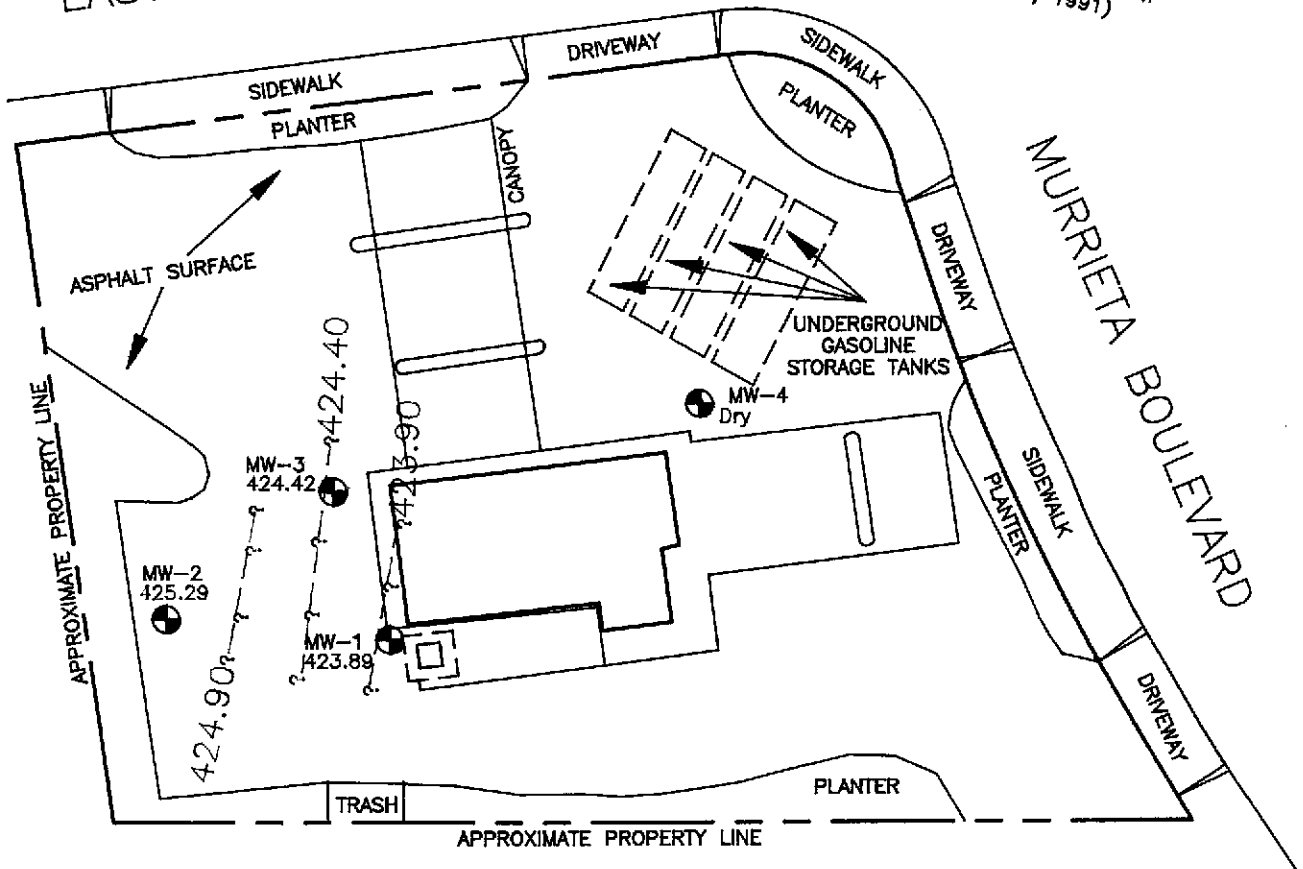 1991)
SIDEWALK
DRIVEWAY
SIDEWALK
PLANTER
PLANTER
CANOPY
MURRIETA BOULEVARD
DRIVEWAY
ASPHALT SURFACE
UNDERGROUND
GASOLINE
STORAGE TANKS
424.40
423.90
MW-4
Dry
APPROXIMATE PROPERTY LINE
MW-3
424.42
SIDEWALK
PLANTER
MW-2
425.29
MW-1
423.89
424.90
DRIVEWAY
PLANTER
TRASH
APPROXIMATE PROPERTY LINE
? ? ? ?
? ? ? ?
? ? ?